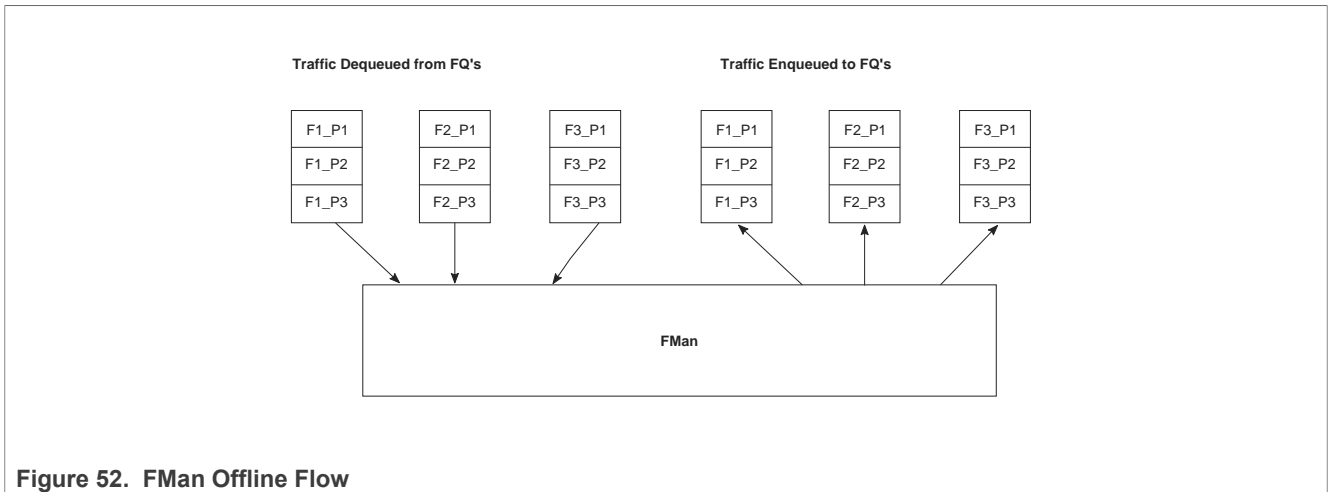 Traffic Dequeued from FQ's
Traffic Enqueued to FQ's
F1_P1
F2_P1
F3_P1
F1_P1
F2_P1
F3_P1
F1_P2
F2_P2
F3_P2
F1_P2
F2_P2
F3_P2
F1_P3
F2_P3
F3_P3
F1_P3
F2_P3
F3_P3
FMan
Figure 52. FMan Offline Flow